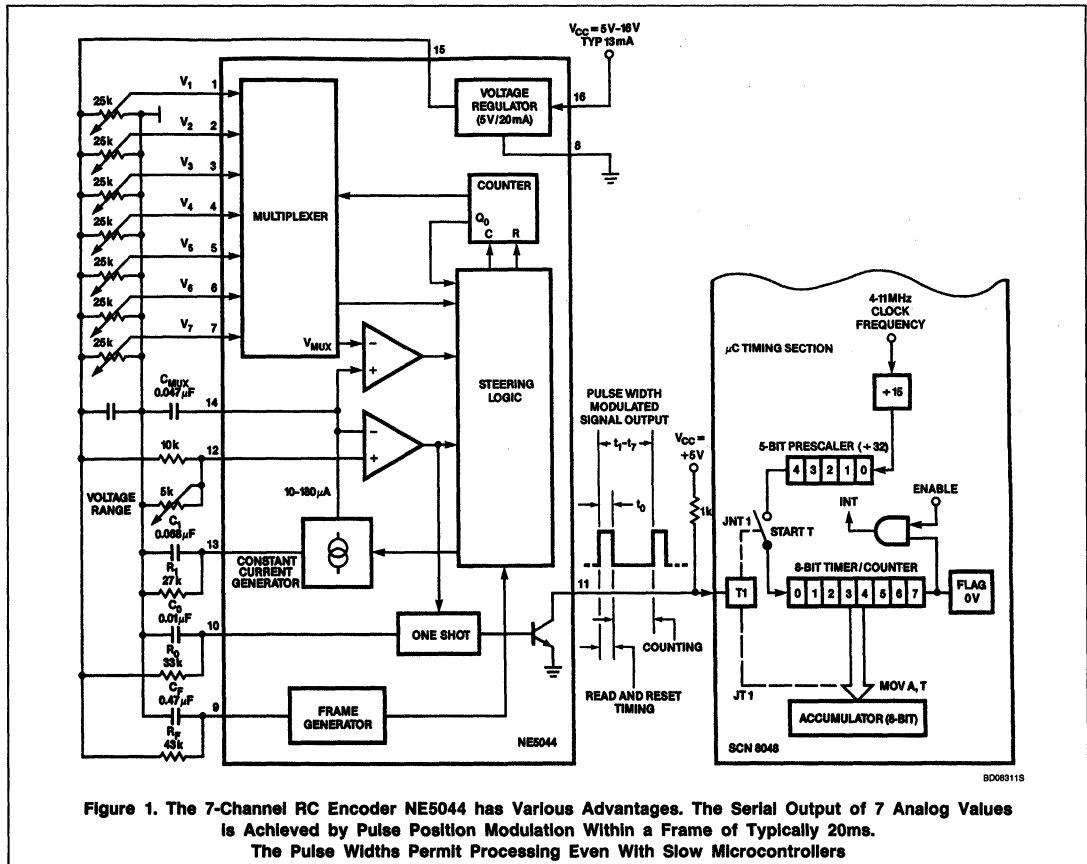 VCC = 5V–16V
TYP 13mA
15
V1 1
25k
V2 2
25k
V3 3
25k
V4 4
25k
V5 5
25k
V6 6
25k
V7 7
25k
MULTIPLEXER
VMUX
VOLTAGE
REGULATOR
(5V/20mA)
16
8
COUNTER
Q0
C R
STEERING
LOGIC
–
+
–
+
CMUX
0.047μF
14
12
10k
5k
VOLTAGE
RANGE
10–180μA
C1
0.068μF
R1
27k
13
CONSTANT
CURRENT
GENERATOR
C0
0.01μF
R0
33k
10
ONE SHOT
CF
0.47μF
RF
43k
9
FRAME
GENERATOR
NE5044
11
PULSE WIDTH
MODULATED
SIGNAL OUTPUT
t1–t7
t0
COUNTING
READ AND RESET
TIMING
VCC =
+5V
1k
4-11MHz
CLOCK
FREQUENCY
μC TIMING SECTION
÷15
5-BIT PRESCALER (÷32)
4 3 2 1 0
INT
ENABLE
JNT 1
START T
8-BIT TIMER/COUNTER
T1
0 1 2 3 4 5 6 7
FLAG
0V
JT 1
MOV A, T
ACCUMULATOR (8-BIT)
SCN 8048
BD08311S
Figure 1. The 7-Channel RC Encoder NE5044 has Various Advantages. The Serial Output of 7 Analog Values
is Achieved by Pulse Position Modulation Within a Frame of Typically 20ms.
The Pulse Widths Permit Processing Even With Slow Microcontrollers